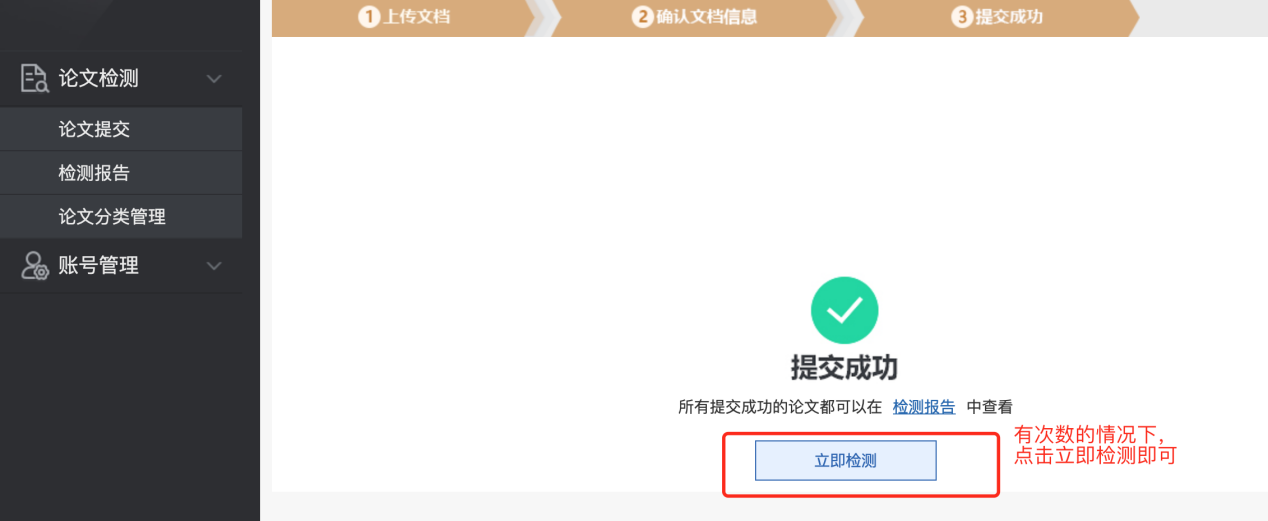 1 上传文档
2 确认文档信息
3 提交成功
论文检测
论文提交
检测报告
论文分类管理
账号管理
提交成功
所有提交成功的论文都可以在 检测报告 中查看
立即检测
有次数的情况下,
点击立即检测即可